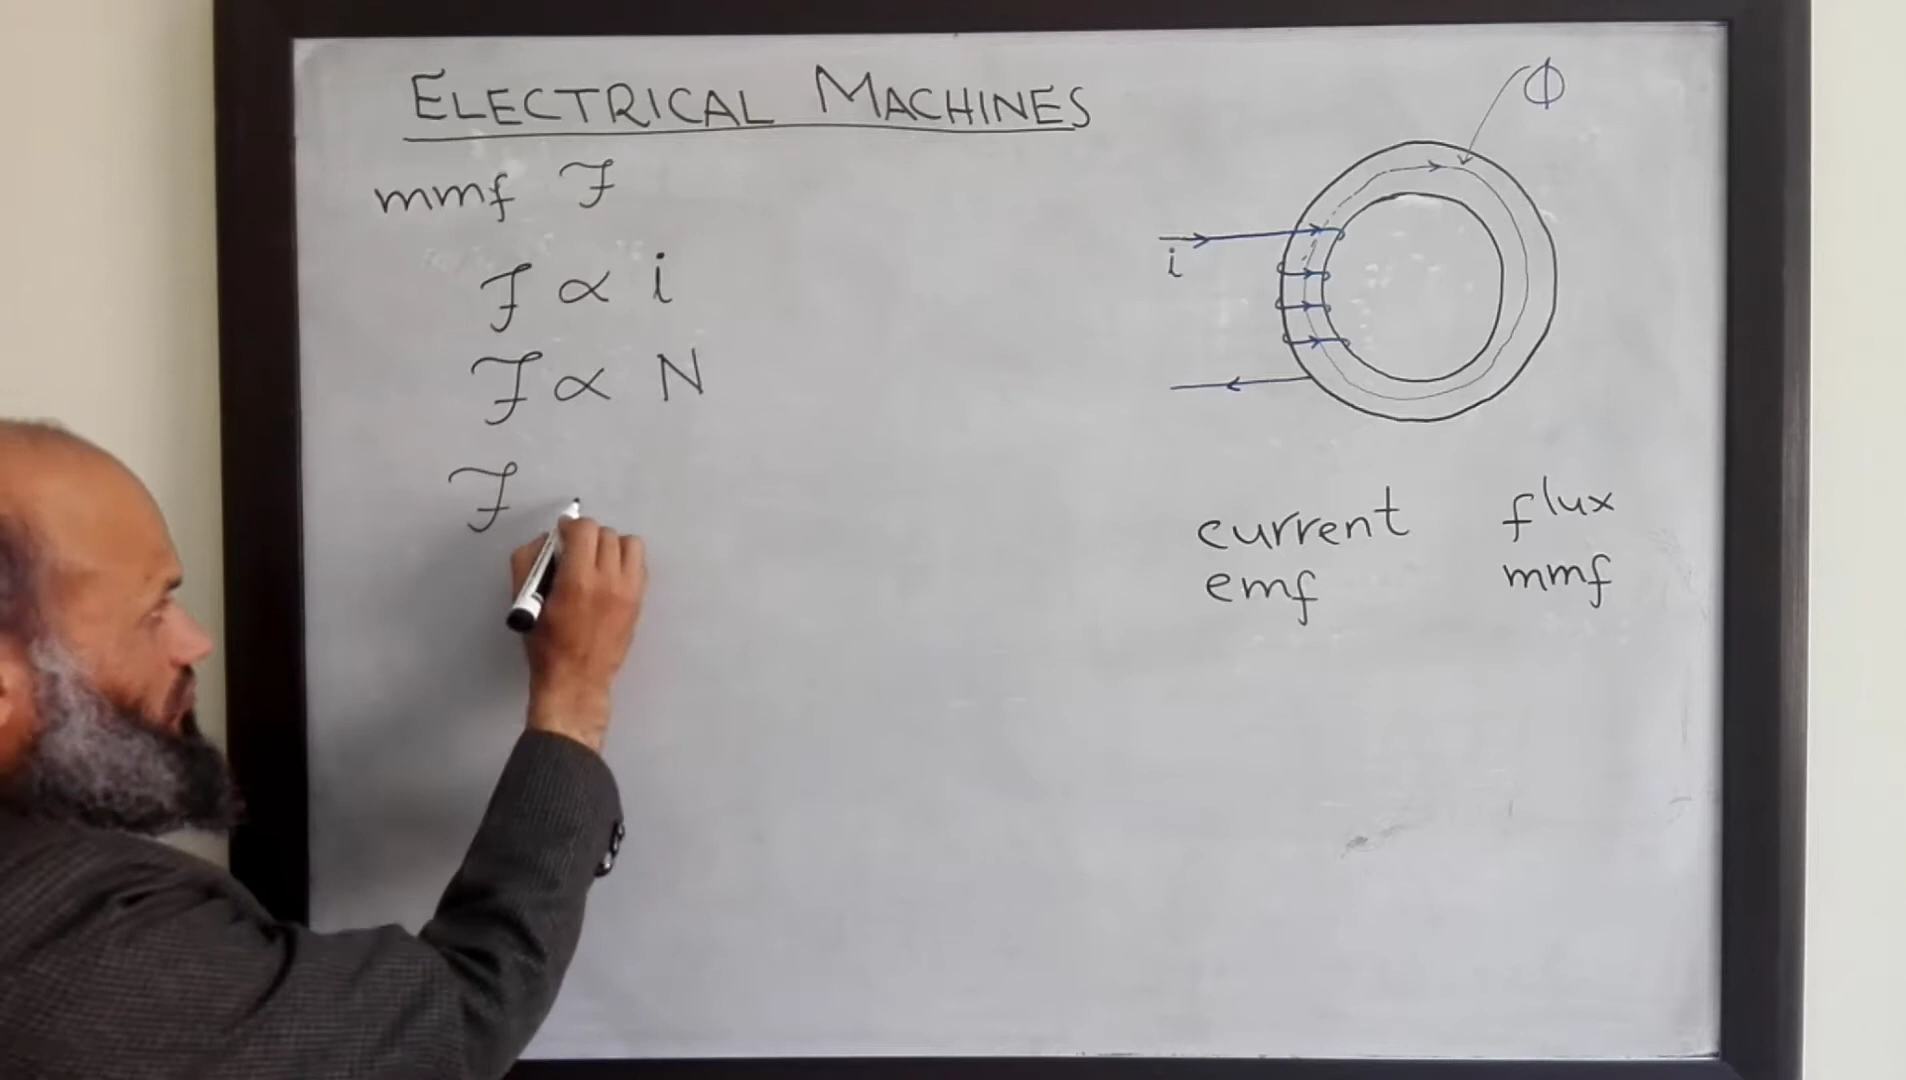 ELECTRICAL MACHINES
mmf ℱ
ℱ ∝ i
ℱ ∝ N
ℱ
Φ
i
current flux
emf mmf